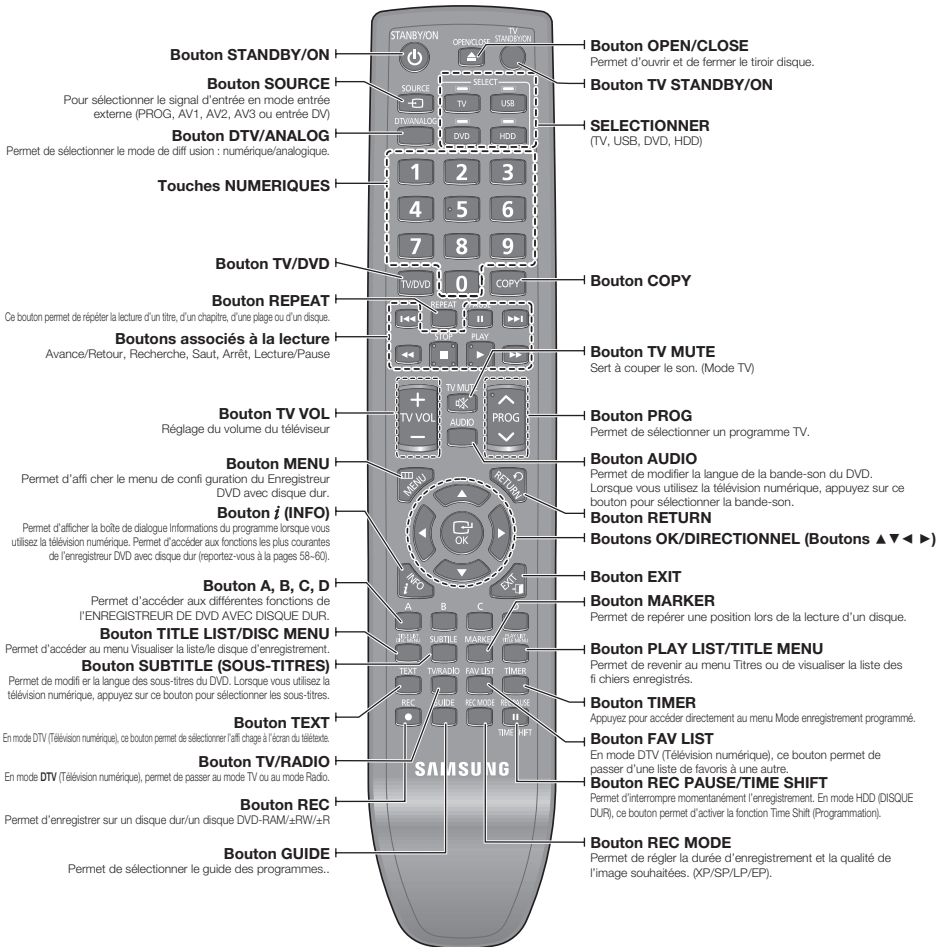 Bouton STANDBY/ON
Bouton SOURCE
Pour sélectionner le signal d'entrée en mode entrée
externe (PROG, AV1, AV2, AV3 ou entrée DV)
Bouton DTV/ANALOG
Permet de sélectionner le mode de diff usion : numérique/analogique.
Touches NUMERIQUES
Bouton TV/DVD
Bouton REPEAT
Ce bouton permet de répéter la lecture d'un titre, d'un chapitre, d'une plage ou d'un disque.
Boutons associés à la lecture
Avance/Retour, Recherche, Saut, Arrêt, Lecture/Pause
Bouton TV VOL
Réglage du volume du téléviseur
Bouton MENU
Permet d'affi cher le menu de confi guration du Enregistreur
DVD avec disque dur.
Bouton i (INFO)
Permet d'afficher la boîte de dialogue Informations du programme lorsque vous
utilisez la télévision numérique. Permet d'accéder aux fonctions les plus courantes
de l'enregistreur DVD avec disque dur (reportez-vous à la pages 58~60).
Bouton A, B, C, D
Permet d'accéder aux différentes fonctions de
l'ENREGISTREUR DE DVD AVEC DISQUE DUR.
Bouton TITLE LIST/DISC MENU
Permet d'accéder au menu Visualiser la liste/le disque d'enregistrement.
Bouton SUBTITLE (SOUS-TITRES)
Permet de modifi er la langue des sous-titres du DVD. Lorsque vous utilisez la
télévision numérique, appuyez sur ce bouton pour sélectionner les sous-titres.
Bouton TEXT
En mode DTV (Télévision numérique), ce bouton permet de sélectionner l'affi chage à l'écran du télétexte.
Bouton TV/RADIO
En mode DTV (Télévision numérique), permet de passer au mode TV ou au mode Radio.
Bouton REC
Permet d'enregistrer sur un disque dur/un disque DVD-RAM/±RW/±R
Bouton GUIDE
Permet de sélectionner le guide des programmes..
STANDBY/ON
OPEN/CLOSE
TV
STANDBY/ON
SELECT
SOURCE
TV
USB
DTV/ANALOG
DVD
HDD
1
2
3
4
5
6
7
8
9
TV/DVD
0
COPY
REPEAT
STOP
PLAY
TV MUTE
TV VOL
PROG
AUDIO
MENU
RETURN
OK
INFO
i
EXIT
A
B
C
TITLE LIST
DISC MENU
SUBTITLE
MARKER
PLAY LIST
TITLE MENU
TEXT
TV/RADIO
FAV LIST
TIMER
REC
GUIDE
REC MODE
REC PAUSE
TIME SHIFT
SAMSUNG
Bouton OPEN/CLOSE
Permet d'ouvrir et de fermer le tiroir disque.
Bouton TV STANDBY/ON
SELECTIONNER
(TV, USB, DVD, HDD)
Bouton COPY
Bouton TV MUTE
Sert à couper le son. (Mode TV)
Bouton PROG
Permet de sélectionner un programme TV.
Bouton AUDIO
Permet de modifier la langue de la bande-son du DVD.
Lorsque vous utilisez la télévision numérique, appuyez sur ce
bouton pour sélectionner la bande-son.
Bouton RETURN
Boutons OK/DIRECTIONNEL (Boutons ▲▼◄ ►)
Bouton EXIT
Bouton MARKER
Permet de repérer une position lors de la lecture d'un disque.
Bouton PLAY LIST/TITLE MENU
Permet de revenir au menu Titres ou de visualiser la liste des
fi chiers enregistrés.
Bouton TIMER
Appuyez pour accéder directement au menu Mode enregistrement programmé.
Bouton FAV LIST
En mode DTV (Télévision numérique), ce bouton permet de
passer d'une liste de favoris à une autre.
Bouton REC PAUSE/TIME SHIFT
Permet d'interrompre momentanément l'enregistrement. En mode HDD (DISQUE
DUR), ce bouton permet d'activer la fonction Time Shift (Programmation).
Bouton REC MODE
Permet de régler la durée d'enregistrement et la qualité de
l'image souhaitées. (XP/SP/LP/EP).